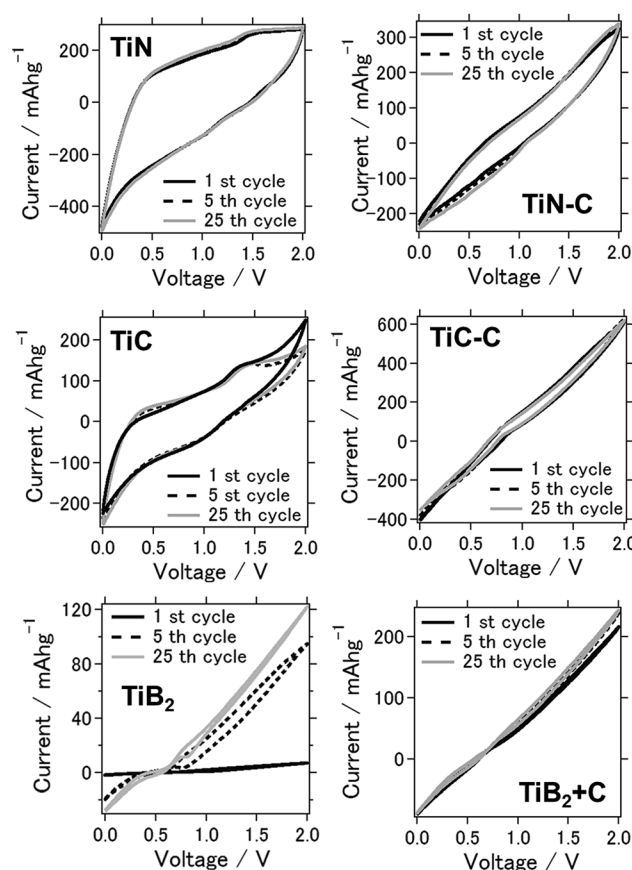 TiN
Current / mAhg⁻¹
200
0
-200
-400
1 st cycle
5 th cycle
25 th cycle
0.0 0.5 1.0 1.5 2.0
Voltage / V
TiN-C
Current / mAhg⁻¹
300
200
100
0
-100
-200
1 st cycle
5 th cycle
25 th cycle
0.0 0.5 1.0 1.5 2.0
Voltage / V
TiC
Current / mAhg⁻¹
200
100
0
-100
-200
1 st cycle
5 st cycle
25 th cycle
0.0 0.5 1.0 1.5 2.0
Voltage / V
TiC-C
Current / mAhg⁻¹
600
400
200
0
-200
-400
1 st cycle
5 th cycle
25 th cycle
0.0 0.5 1.0 1.5 2.0
Voltage / V
TiB₂
Current / mAhg⁻¹
120
80
40
0
1 st cycle
5 th cycle
25 th cycle
0.0 0.5 1.0 1.5 2.0
Voltage / V
TiB₂+C
Current / mAhg⁻¹
200
100
0
1 st cycle
5 th cycle
25 th cycle
0.0 0.5 1.0 1.5 2.0
Voltage / V